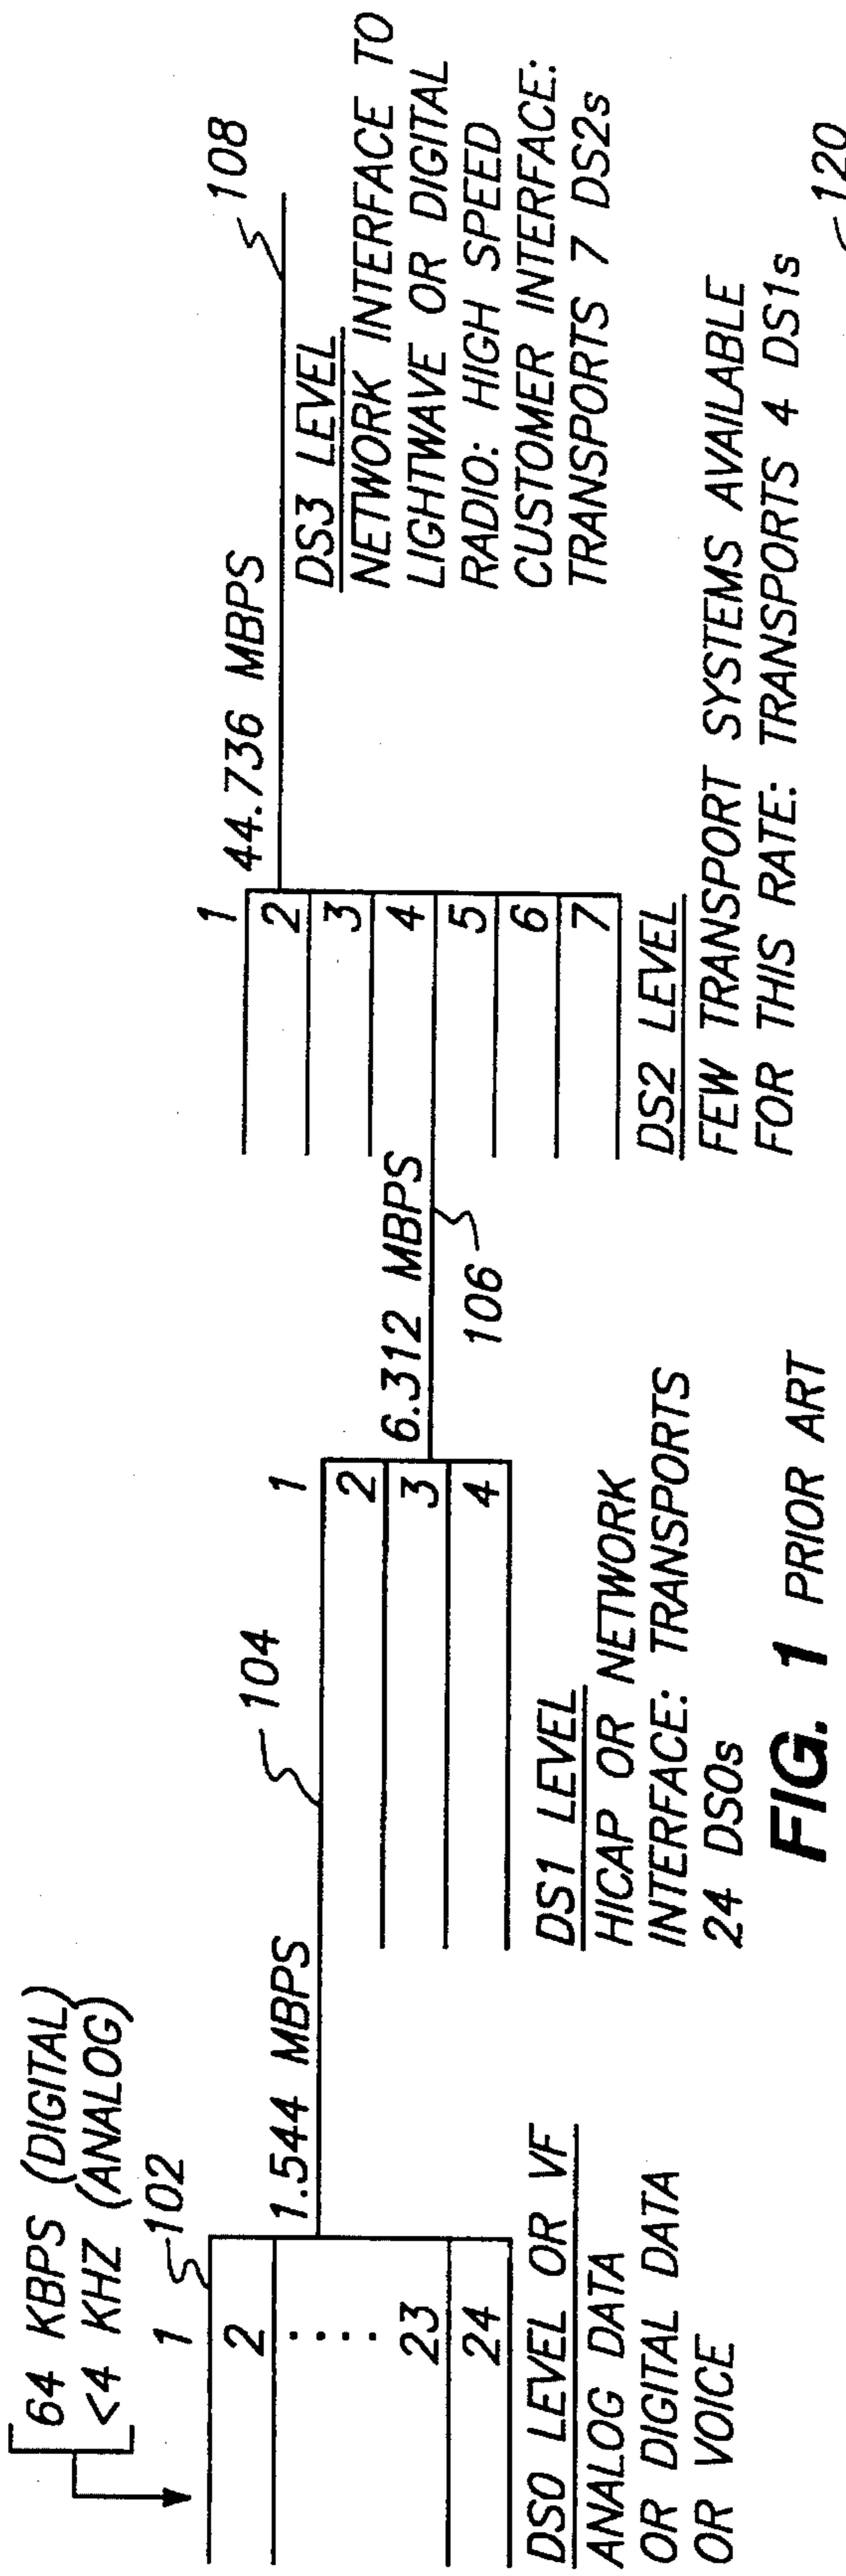 64 KBPS (DIGITAL)
<4 KHZ (ANALOG)
1
102
2
23
24
DS0 LEVEL OR VF
ANALOG DATA
OR DIGITAL DATA
OR VOICE
1.544 MBPS
104
1
2
3
4
DS1 LEVEL
HICAP OR NETWORK
INTERFACE: TRANSPORTS
24 DS0s
6.312 MBPS
106
1
2
3
4
5
6
7
DS2 LEVEL
FEW TRANSPORT SYSTEMS AVAILABLE
FOR THIS RATE: TRANSPORTS 4 DS1s
44.736 MBPS
108
DS3 LEVEL
NETWORK INTERFACE TO
LIGHTWAVE OR DIGITAL
RADIO: HIGH SPEED
CUSTOMER INTERFACE:
TRANSPORTS 7 DS2s
FIG. 1 PRIOR ART
120